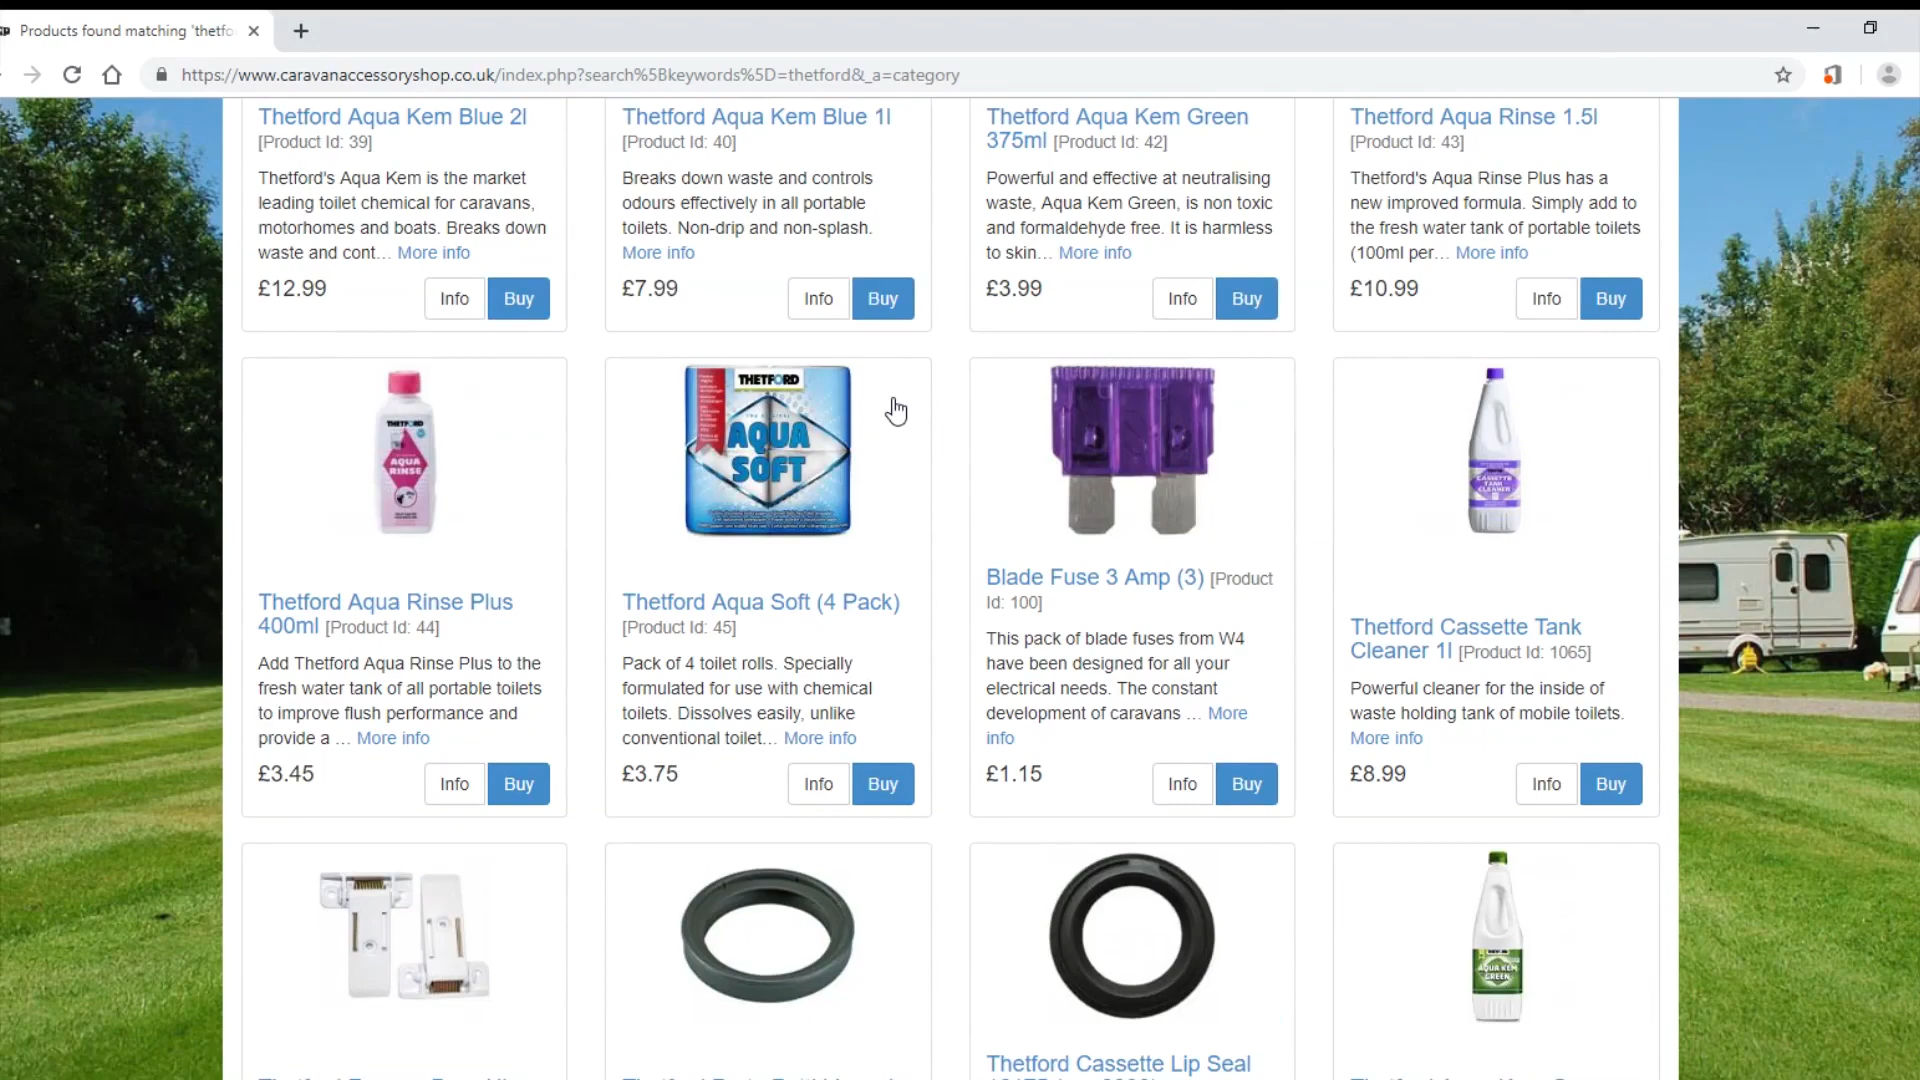 Products found matching 'thetfo
https://www.caravanaccessoryshop.co.uk/index.php?search%5Bkeywords%5D=thetford&_a=category
Thetford Aqua Kem Blue 2l
[Product Id: 39]
Thetford's Aqua Kem is the market
leading toilet chemical for caravans,
motorhomes and boats. Breaks down
waste and cont... More info
£12.99
Info
Buy
Thetford Aqua Kem Blue 1l
[Product Id: 40]
Breaks down waste and controls
odours effectively in all portable
toilets. Non-drip and non-splash.
More info
£7.99
Info
Buy
Thetford Aqua Kem Green
375ml [Product Id: 42]
Powerful and effective at neutralising
waste, Aqua Kem Green, is non toxic
and formaldehyde free. It is harmless
to skin... More info
£3.99
Info
Buy
Thetford Aqua Rinse 1.5l
[Product Id: 43]
Thetford's Aqua Rinse Plus has a
new improved formula. Simply add to
the fresh water tank of portable toilets
(100ml per... More info
£10.99
Info
Buy
THETFORD
AQUA
RINSE
Thetford Aqua Rinse Plus
400ml [Product Id: 44]
Add Thetford Aqua Rinse Plus to the
fresh water tank of all portable toilets
to improve flush performance and
provide a ... More info
£3.45
Info
Buy
THETFORD
AQUA
SOFT
Thetford Aqua Soft (4 Pack)
[Product Id: 45]
Pack of 4 toilet rolls. Specially
formulated for use with chemical
toilets. Dissolves easily, unlike
conventional toilet... More info
£3.75
Info
Buy
Blade Fuse 3 Amp (3) [Product
Id: 100]
This pack of blade fuses from W4
have been designed for all your
electrical needs. The constant
development of caravans ... More
info
£1.15
Info
Buy
CASSETTE
TANK
CLEANER
Thetford Cassette Tank
Cleaner 1l [Product Id: 1065]
Powerful cleaner for the inside of
waste holding tank of mobile toilets.
More info
£8.99
Info
Buy
Thetford Cassette Lip Seal
AQUA KEM
GREEN